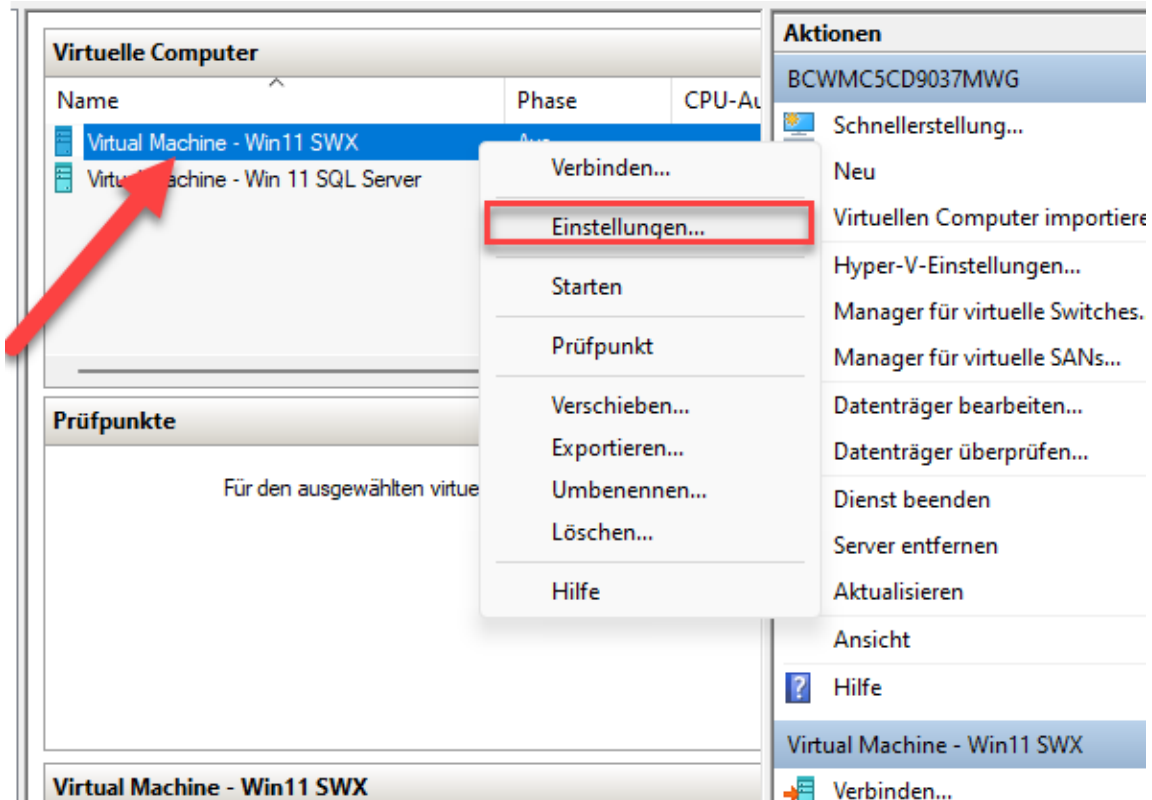 Virtuelle Computer
Name Phase CPU-Au
Virtual Machine - Win11 SWX
Virtual Machine - Win 11 SQL Server
Verbinden...
Einstellungen...
Starten
Prüfpunkt
Verschieben...
Exportieren...
Umbenennen...
Löschen...
Hilfe
Prüfpunkte
Für den ausgewählten virtue
Virtual Machine - Win11 SWX
Aktionen
BCWMC5CD9037MWG
Schnellerstellung...
Neu
Virtuellen Computer importiere
Hyper-V-Einstellungen...
Manager für virtuelle Switches.
Manager für virtuelle SANs...
Datenträger bearbeiten...
Datenträger überprüfen...
Dienst beenden
Server entfernen
Aktualisieren
Ansicht
Hilfe
Virtual Machine - Win11 SWX
Verbinden...